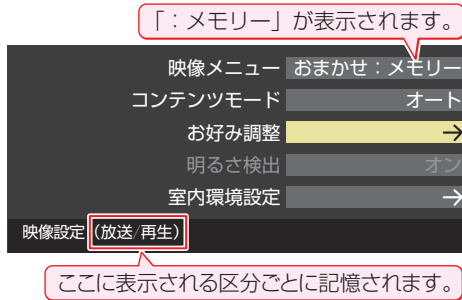 「：メモリー」が表示されます。
映像メニュー おまかせ：メモリー
コンテンツモード オート
お好み調整 →
明るさ検出 オン
室内環境設定 →
映像設定（放送/再生）
ここに表示される区分ごとに記憶されます。